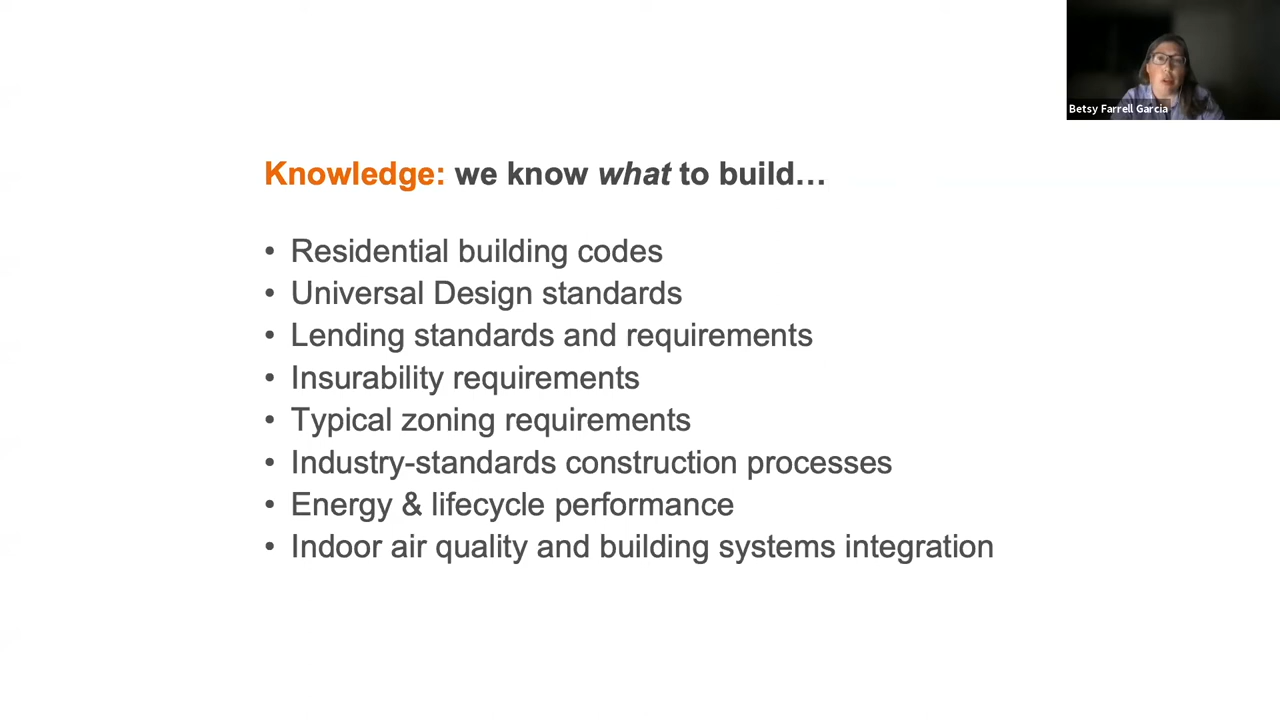 Betsy Farrell Garcia
Knowledge: we know what to build…
• Residential building codes
• Universal Design standards
• Lending standards and requirements
• Insurability requirements
• Typical zoning requirements
• Industry-standards construction processes
• Energy & lifecycle performance
• Indoor air quality and building systems integration